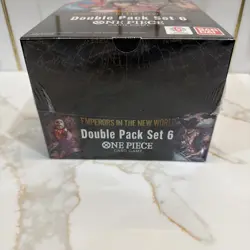 Double Pack Set 6
ONE PIECE
EMPERORS IN THE NEW WORLD
Double Pack Set 6
ONE PIECE
CARD GAME